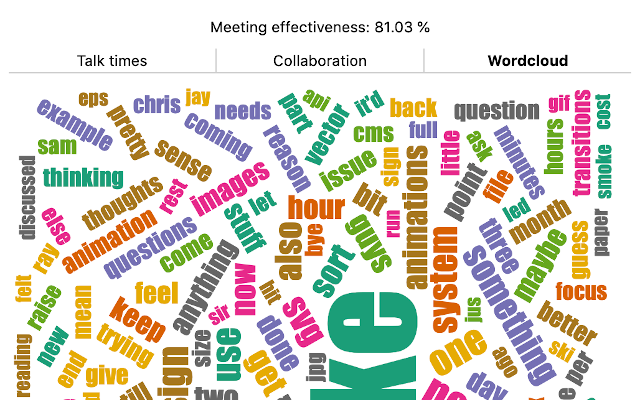 Meeting effectiveness: 81.03 %
Talk times
Collaboration
Wordcloud
eps
chris
jay
needs
part
api
it'd
back
question
gif
transitions
cost
example
pretty
coming
vector
cms
full
little
ask
minutes
hours
smoke
sam
sense
reason
issue
sign
animations
point
file
discussed
thinking
thoughts
rest
images
let
hour
bit
run
led
month
paper
else
animation
questions
stuff
also
bye
guys
system
three
guess
felt
ray
come
anything
sort
something
maybe
focus
raise
mean
feel
keep
now
hit
svg
jus
better
new
trying
sir
size
use
done
one
ago
ski
reading
end
give
get
jpg
day
per
two